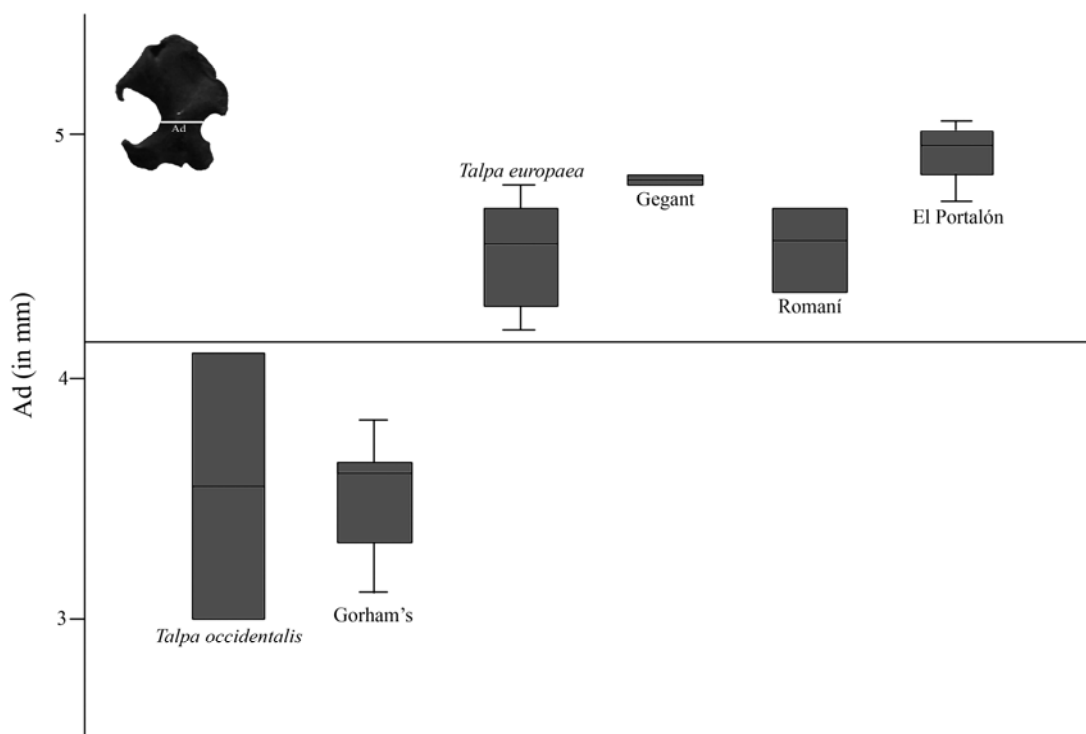 Ad
5
Talpa europaea
Gegant
El Portalón
Romaní
Ad (in mm)
4
3
Gorham's
Talpa occidentalis